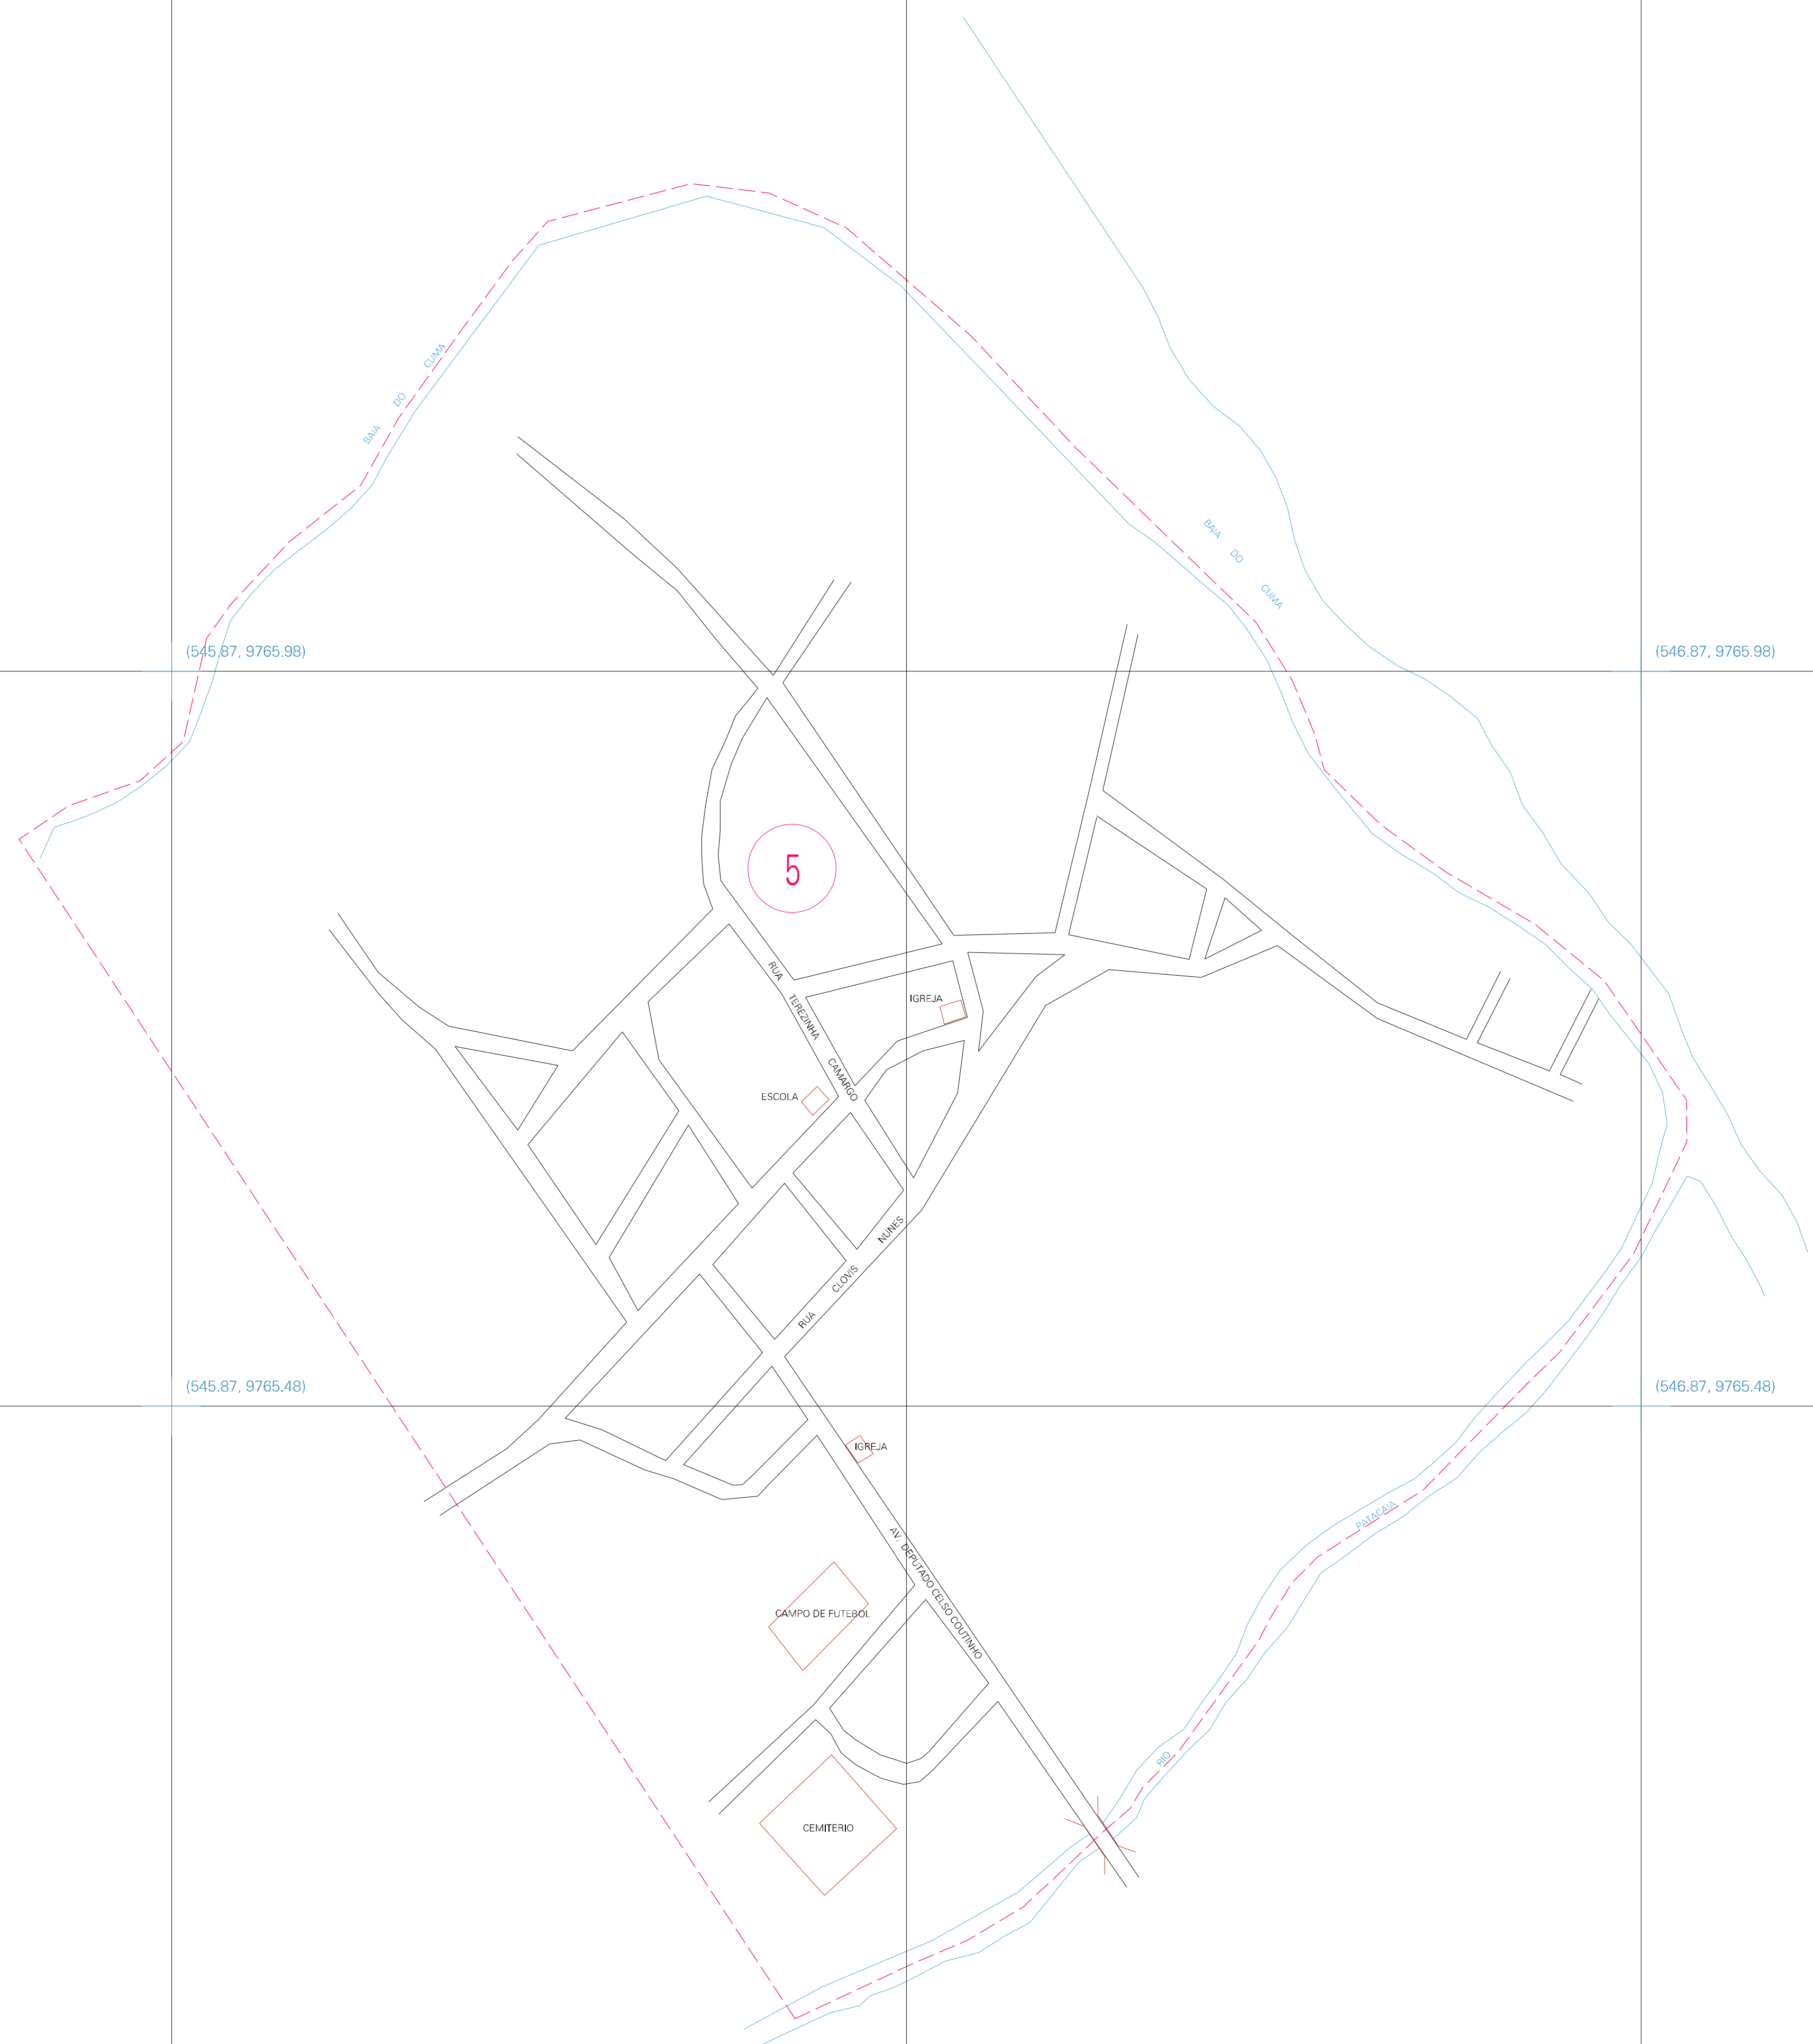 BAIA DO CUMA
BAIA DO CUMA
(545.87, 9765.98)
(546.87, 9765.98)
5
RUA TEREZINHA CAMARGO
IGREJA
ESCOLA
RUA CLOVIS NUNES
(545.87, 9765.48)
(546.87, 9765.48)
IGREJA
AV. DEPUTADO CELSO COUTINHO
CAMPO DE FUTEBOL
RIO PATACAIA
CEMITERIO